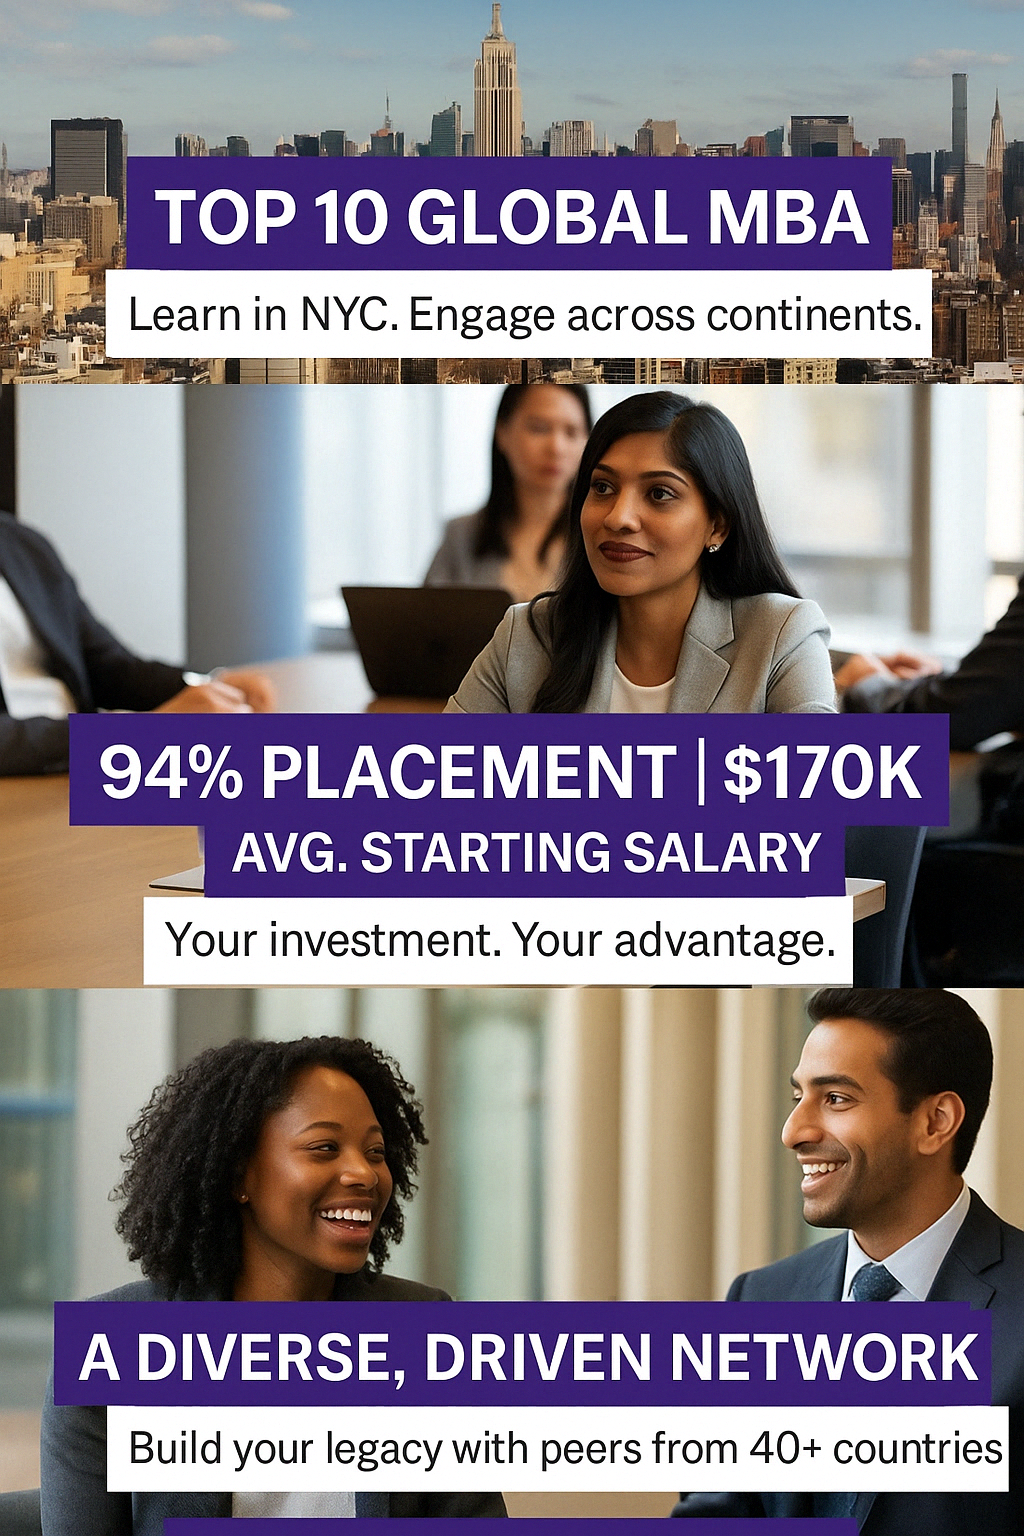 TOP 10 GLOBAL MBA
Learn in NYC. Engage across continents.
94% PLACEMENT | $170K
AVG. STARTING SALARY
Your investment. Your advantage.
A DIVERSE, DRIVEN NETWORK
Build your legacy with peers from 40+ countries